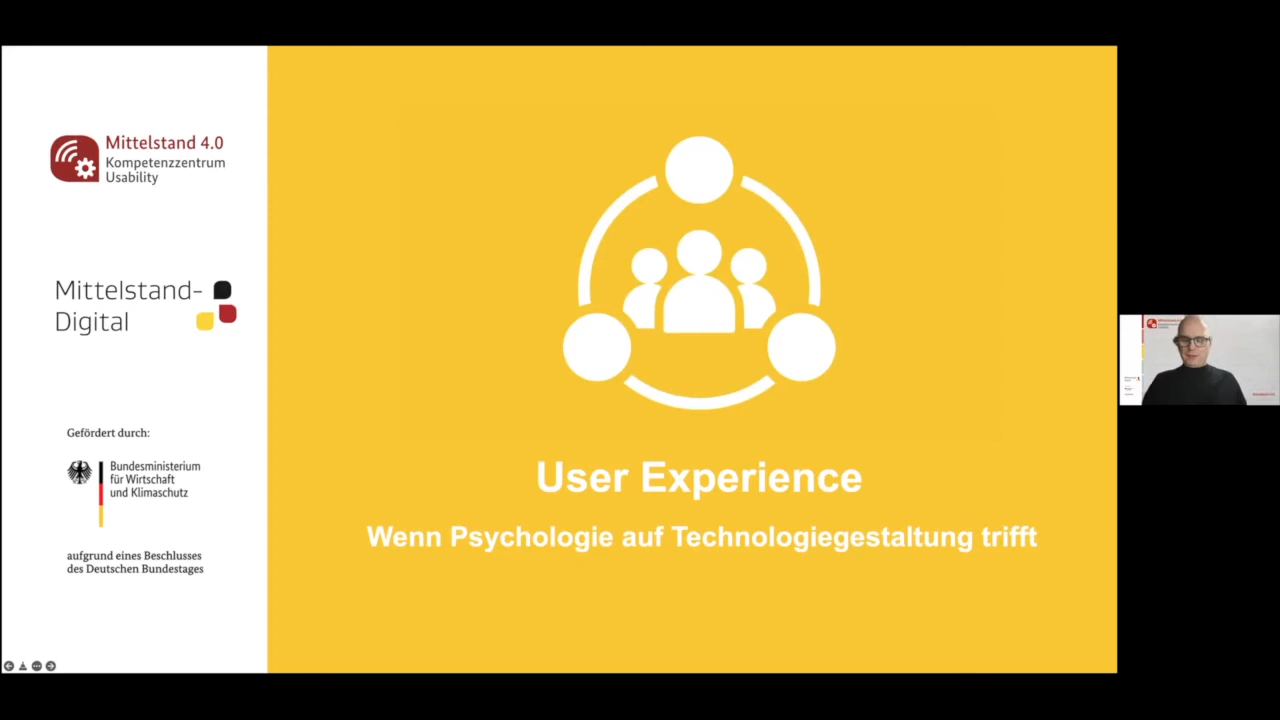 Mittelstand 4.0
Kompetenzzentrum
Usability
Mittelstand-
Digital
Gefördert durch:
Bundesministerium
für Wirtschaft
und Klimaschutz
aufgrund eines Beschlusses
des Deutschen Bundestages
User Experience
Wenn Psychologie auf Technologiegestaltung trifft